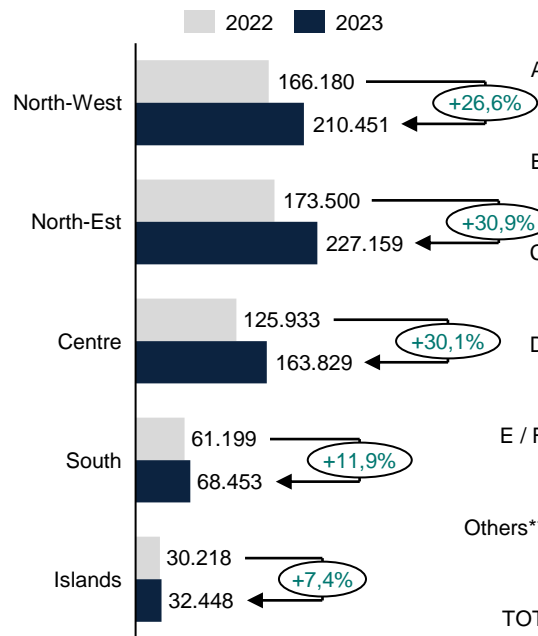 2022 2023
166.180
North-West +26,6%
210.451
173.500
North-Est +30,9%
227.159
125.933
Centre +30,1%
163.829
61.199
South +11,9%
68.453
30.218
Islands +7,4%
32.448
A
B
C
D
E / F
Others*
TOT